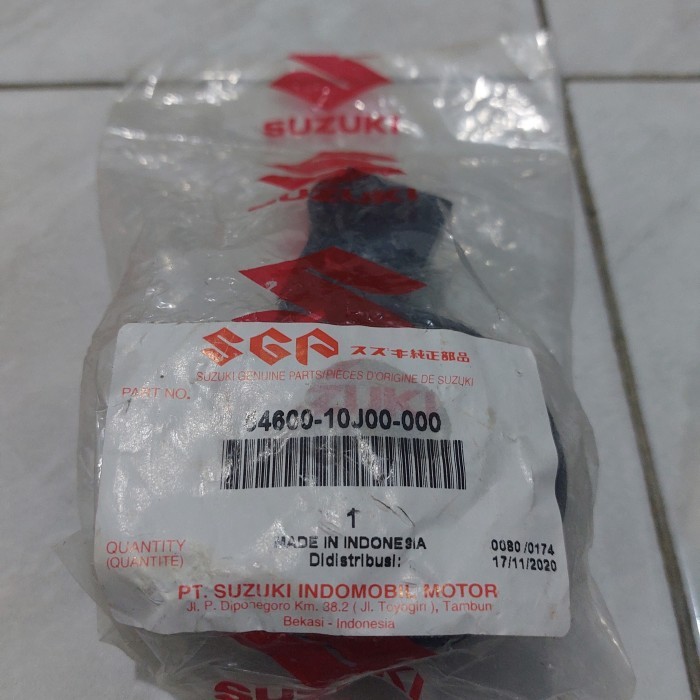 SUZUKI
SUZUKI
SGP スズキ純正部品
SUZUKI GENUINE PARTS/PIÈCES D'ORIGINE DE SUZUKI
PART NO.
SUZUKI
54600-10J00-000
1
MADE IN INDONESIA
QUANTITY
(QUANTITE)
Didistribusi:
0080 /0174
17/11/2020
PT. SUZUKI INDOMOBIL MOTOR
Jl. P. Diponegoro Km. 38.2 ( Jl. Toyogiri ), Tambun
Bekasi - Indonesia